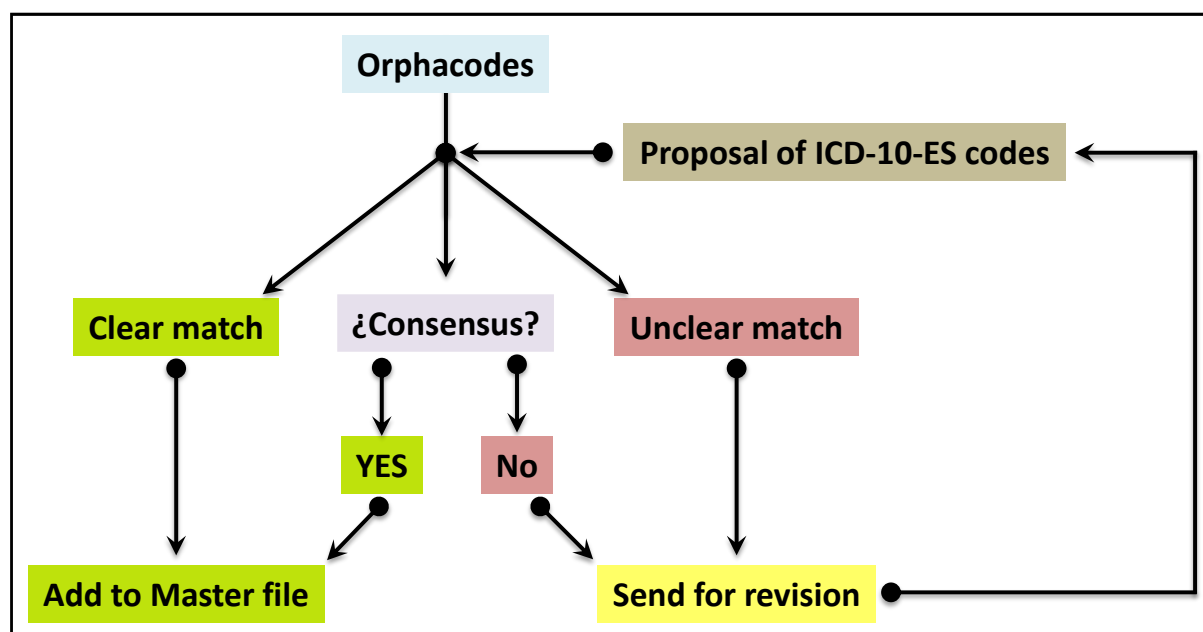 Orphacodes
Proposal of ICD-10-ES codes
Clear match
¿Consensus?
Unclear match
YES
No
Add to Master file
Send for revision